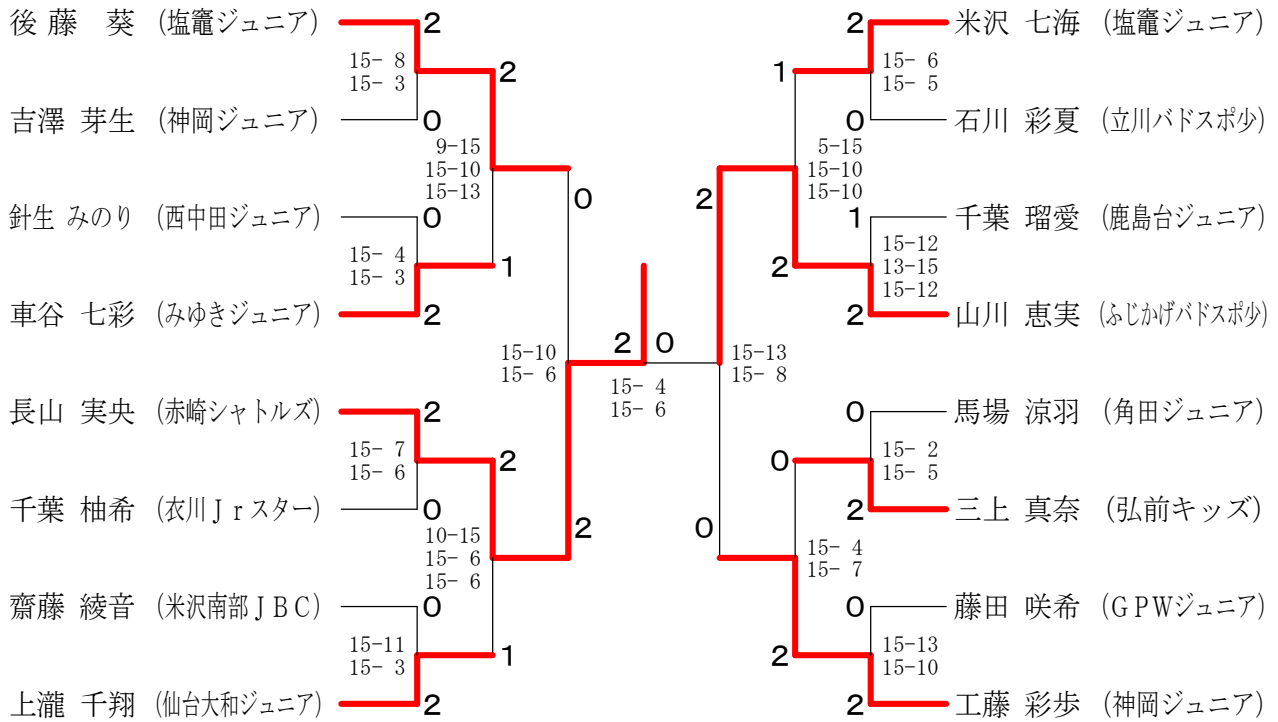 後藤 葵 (塩竈ジュニア) 2
15- 8
15- 3
2
吉澤 芽生 (神岡ジュニア) 0
9-15
15-10
15-13
0
針生 みのり (西中田ジュニア) 0
15- 4
15- 3
1
車谷 七彩 (みゆきジュニア) 2
15-10
15- 6
長山 実央 (赤崎シャトルズ) 2
15- 7
15- 6
2
千葉 柚希 (衣川Jrスター) 0
10-15
15- 6
15- 6
2
齋藤 綾音 (米沢南部JBC) 0
15-11
15- 3
1
上瀧 千翔 (仙台大和ジュニア) 2
2 0
15- 4
15- 6
2 米沢 七海 (塩竈ジュニア)
1
15- 6
15- 5
0 石川 彩夏 (立川バドスポ少)
5-15
15-10
15-10
2
1 千葉 瑠愛 (鹿島台ジュニア)
15-12
13-15
15-12
2
2 山川 恵実 (ふじかげバドスポ少)
15-13
15- 8
0 馬場 涼羽 (角田ジュニア)
15- 2
15- 5
0
2 三上 真奈 (弘前キッズ)
0
15- 4
15- 7
0 藤田 咲希 (GPWジュニア)
15-13
15-10
2
2 工藤 彩歩 (神岡ジュニア)